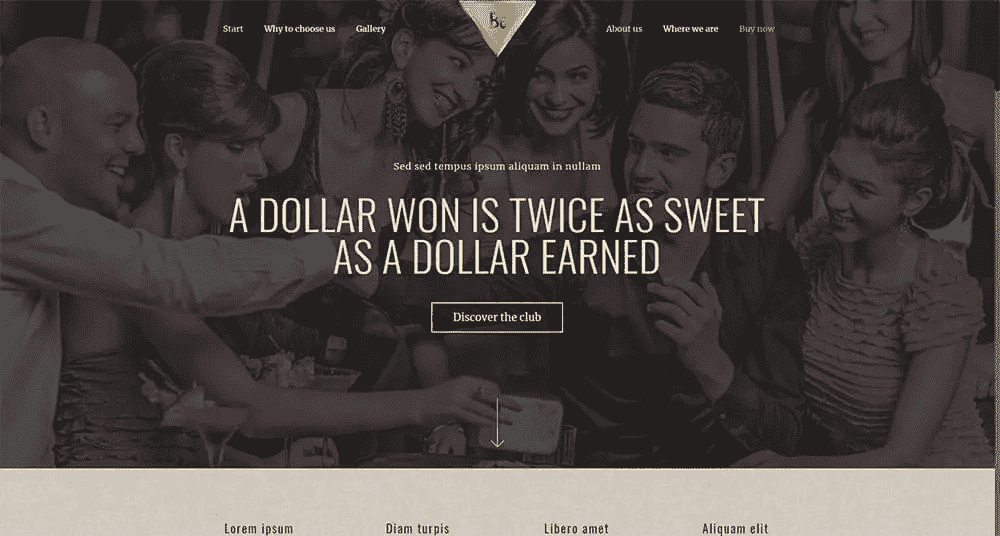 Start
Why to choose us
Gallery
Be
About us
Where we are
Buy now
Sed sed tempus ipsum aliquam in nullam
A DOLLAR WON IS TWICE AS SWEET
AS A DOLLAR EARNED
Discover the club
Lorem ipsum
Diam turpis
Libero amet
Aliquam elit